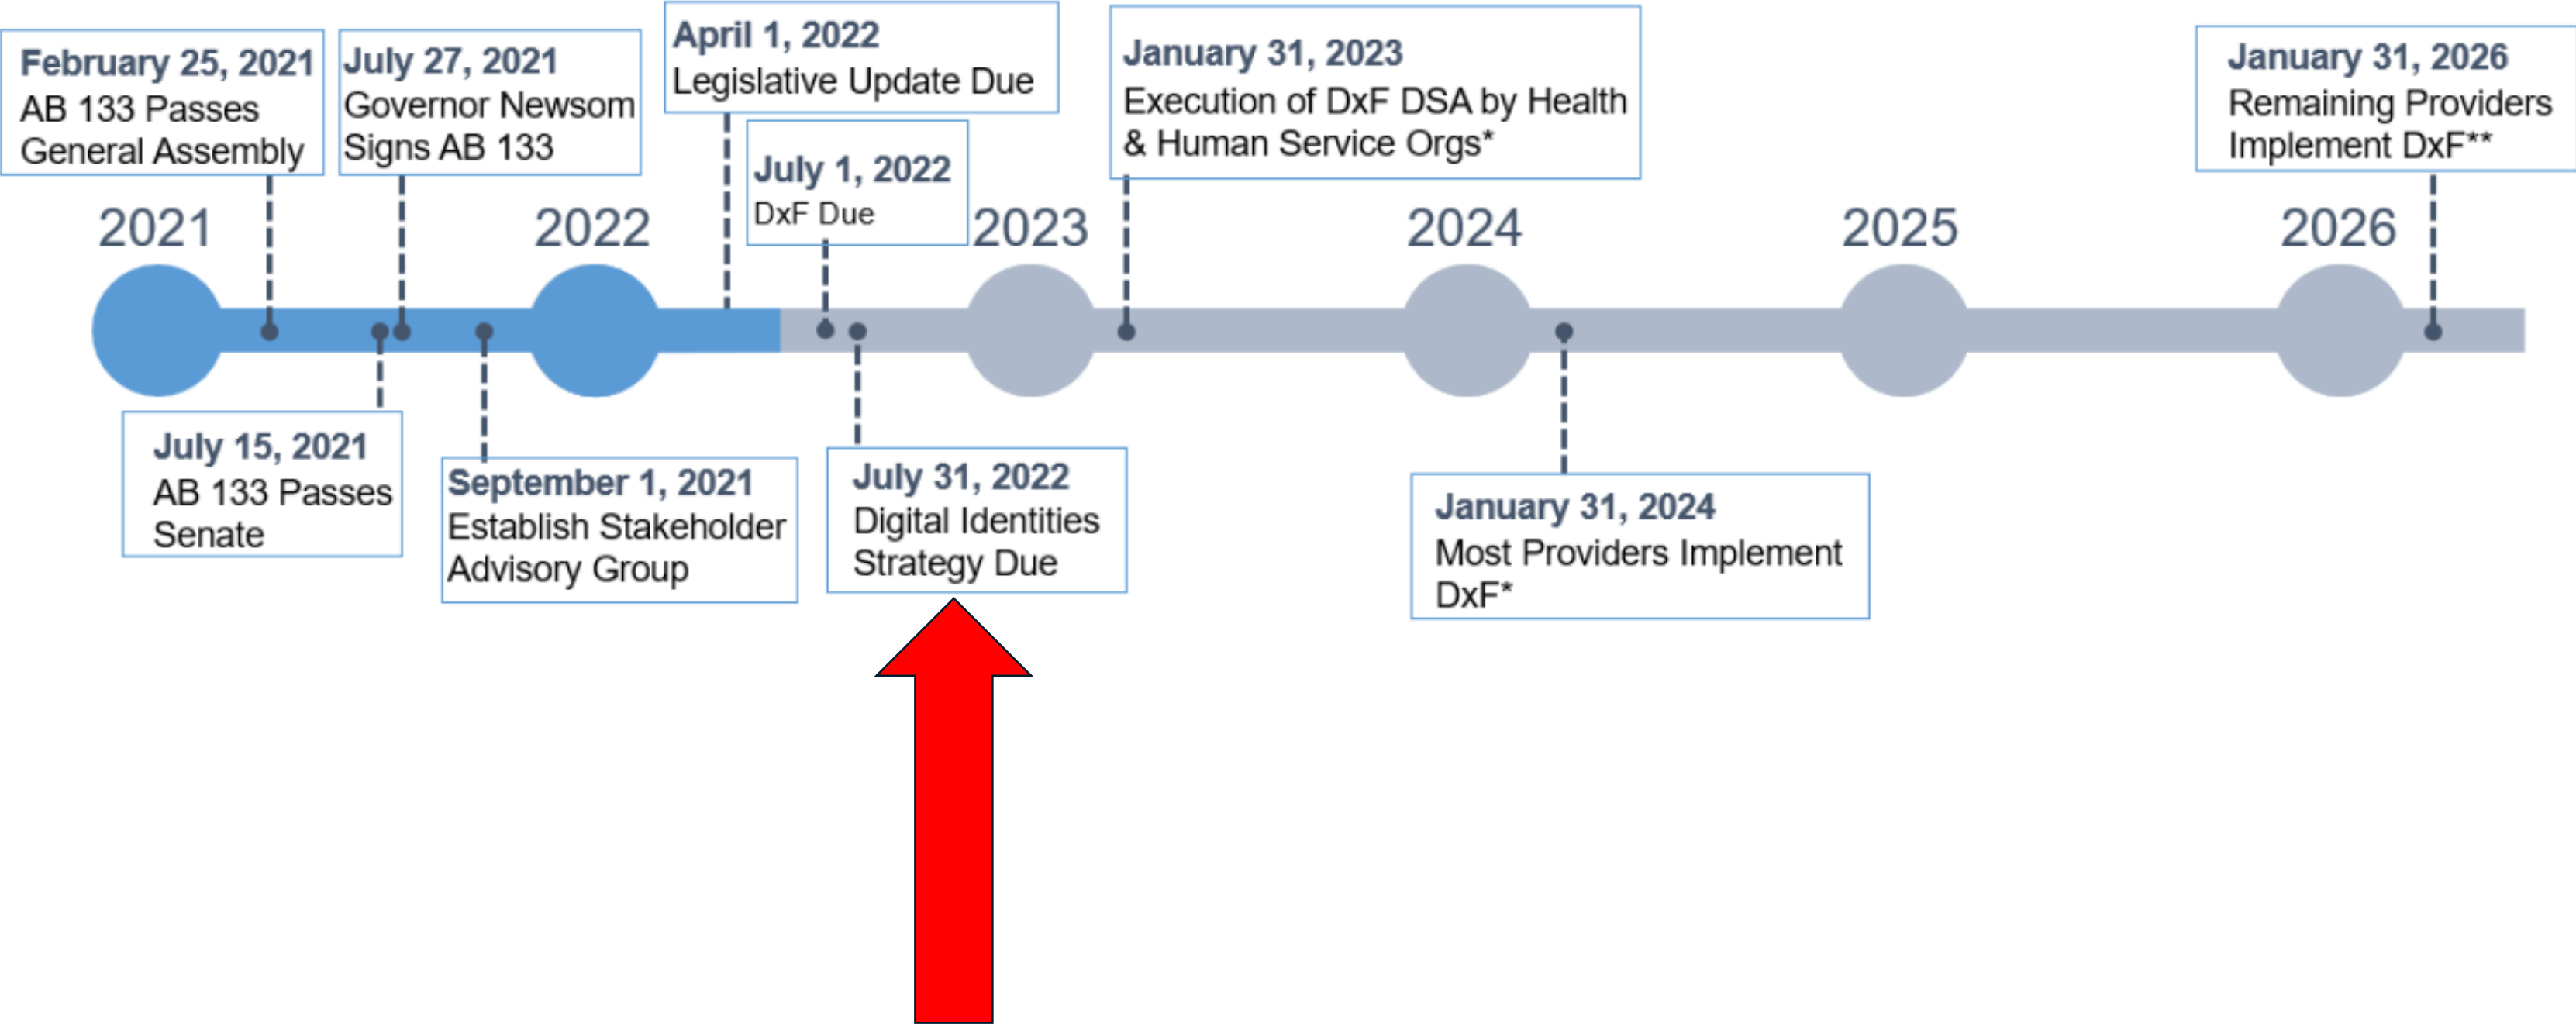 February 25, 2021
AB 133 Passes
General Assembly
July 27, 2021
Governor Newsom
Signs AB 133
April 1, 2022
Legislative Update Due
July 1, 2022
DxF Due
January 31, 2023
Execution of DxF DSA by Health
& Human Service Orgs*
January 31, 2026
Remaining Providers
Implement DxF**
2021
2022
2023
2024
2025
2026
July 15, 2021
AB 133 Passes
Senate
September 1, 2021
Establish Stakeholder
Advisory Group
July 31, 2022
Digital Identities
Strategy Due
January 31, 2024
Most Providers Implement
DxF*